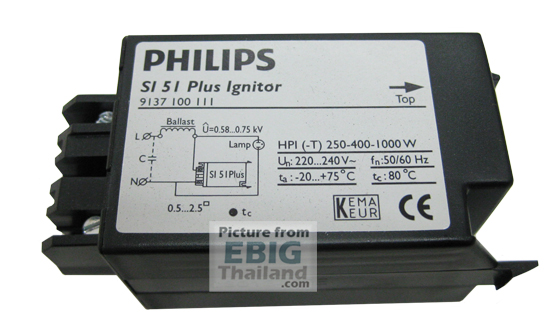 PHILIPS
SI 51 Plus Ignitor
9137 100 111
Top
Ballast
L
Û=0.58...0.75 kV
Lamp
C
SI 51Plus
N
0.5...2.5□
tc
HPI (-T) 250-400-1000 W
Un: 220...240V~
fn: 50/60 Hz
ta: -20...+75°C
tc: 80°C
KEMA
KEUR
CE
Picture from
EBIG
Thailand
.com